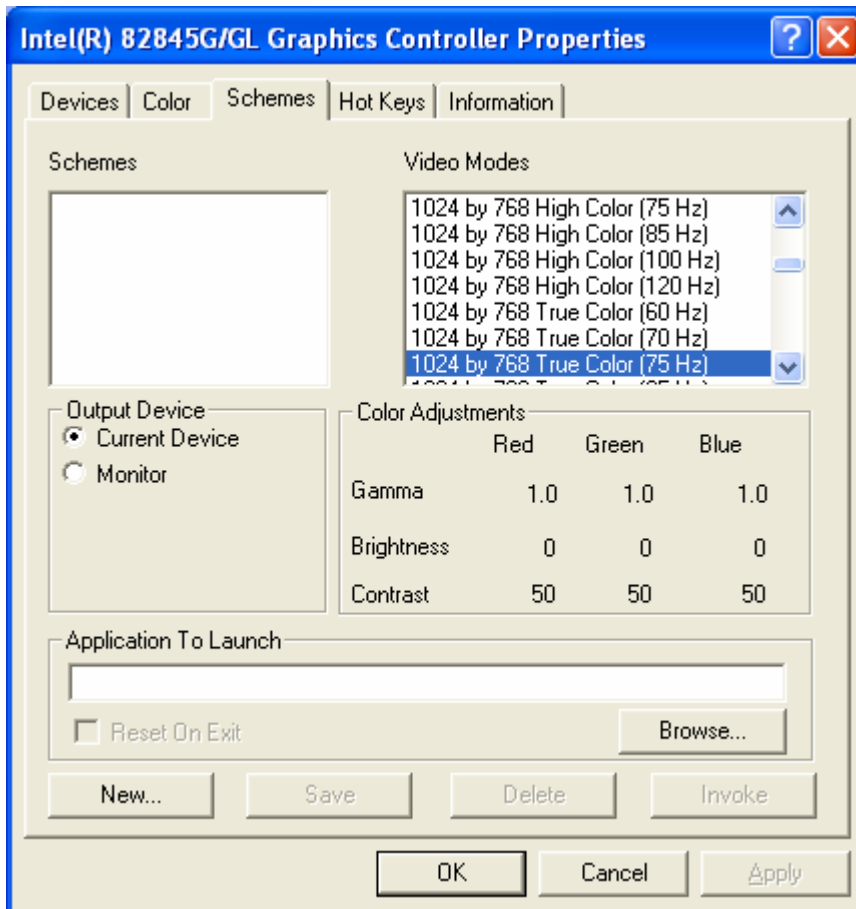 Intel(R) 82845G/GL Graphics Controller Properties
Devices Color Schemes Hot Keys Information
Schemes
Video Modes
1024 by 768 High Color (75 Hz)
1024 by 768 High Color (85 Hz)
1024 by 768 High Color (100 Hz)
1024 by 768 High Color (120 Hz)
1024 by 768 True Color (60 Hz)
1024 by 768 True Color (70 Hz)
1024 by 768 True Color (75 Hz)
Output Device
Current Device
Monitor
Color Adjustments
Red Green Blue
Gamma 1.0 1.0 1.0
Brightness 0 0 0
Contrast 50 50 50
Application To Launch
Reset On Exit
Browse...
New... Save Delete Invoke
OK Cancel Apply